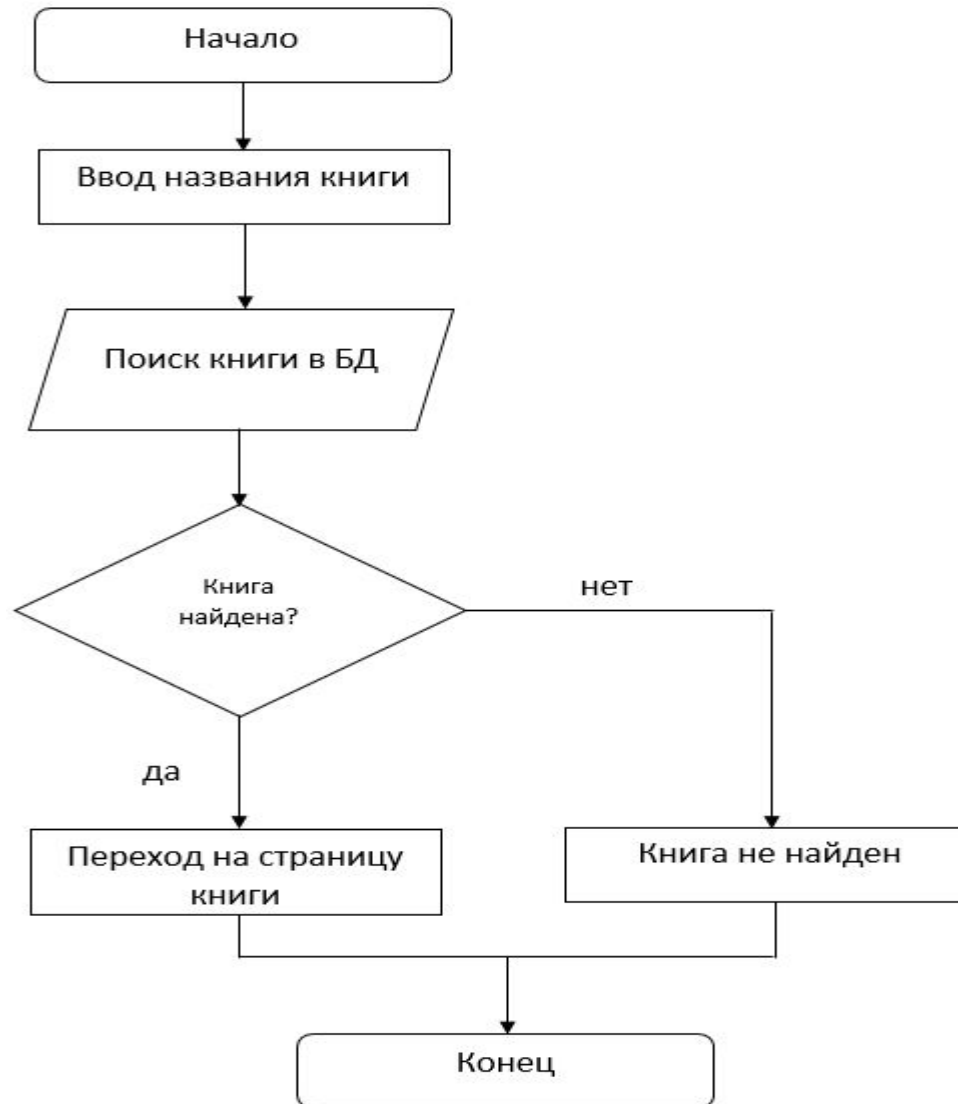 Начало
Ввод названия книги
Поиск книги в БД
Книга
найдена?
нет
да
Переход на страницу
книги
Книга не найден
Конец